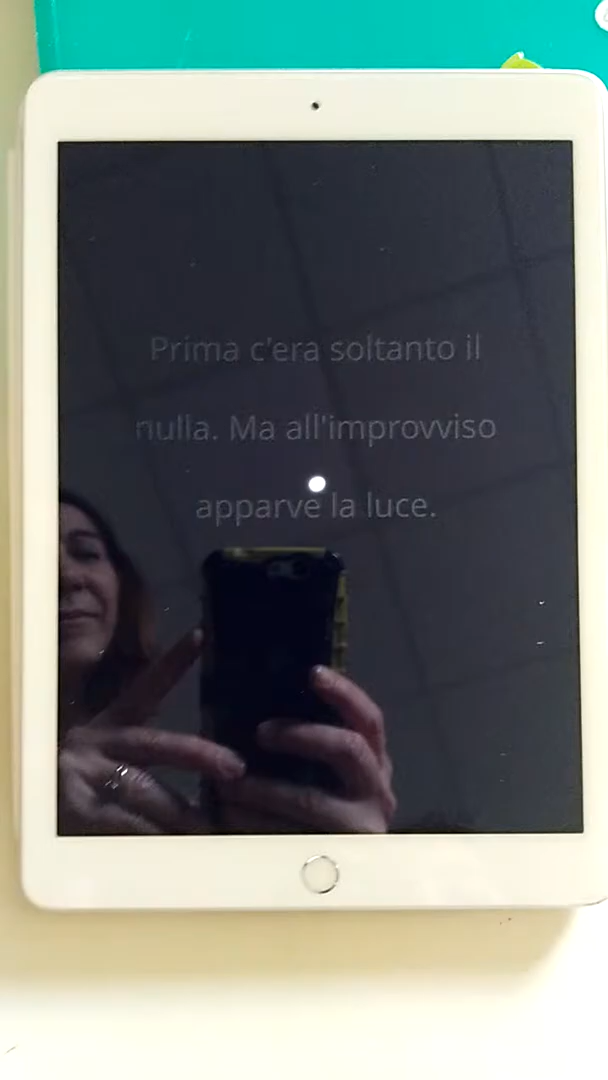 Prima c'era soltanto il
nulla. Ma all'improvviso
apparve la luce.